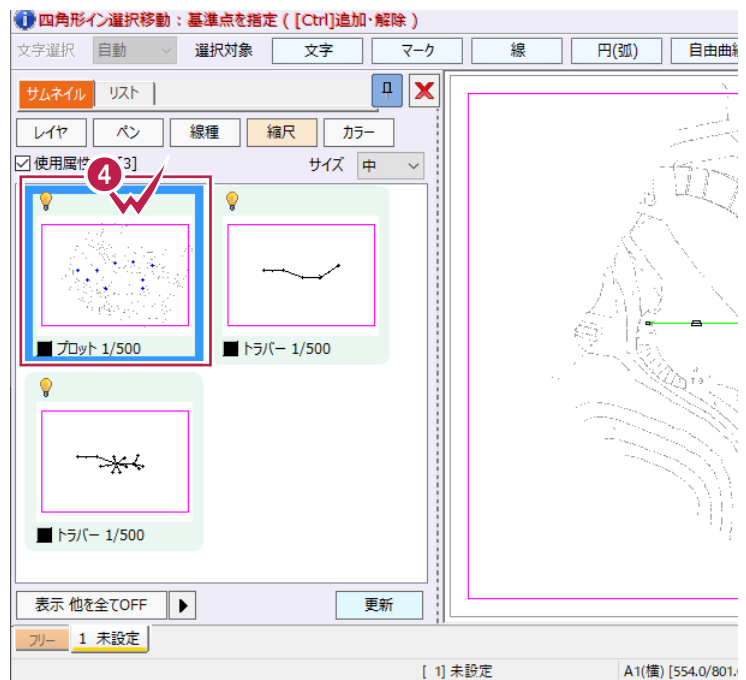 四角形イン選択移動：基準点を指定（[Ctrl]追加・解除）
文字選択 自動 選択対象 文字 マーク 線 円(弧)
サムネイル リスト
レイヤ ペン 線種 縮尺 カラー
使用属性 [3] サイズ 中
4
プロット 1/500
トラバー 1/500
トラバー 1/500
表示 他を全てOFF 更新
フリー 1 未設定
[ 1] 未設定 A1(横) [554.0/801.